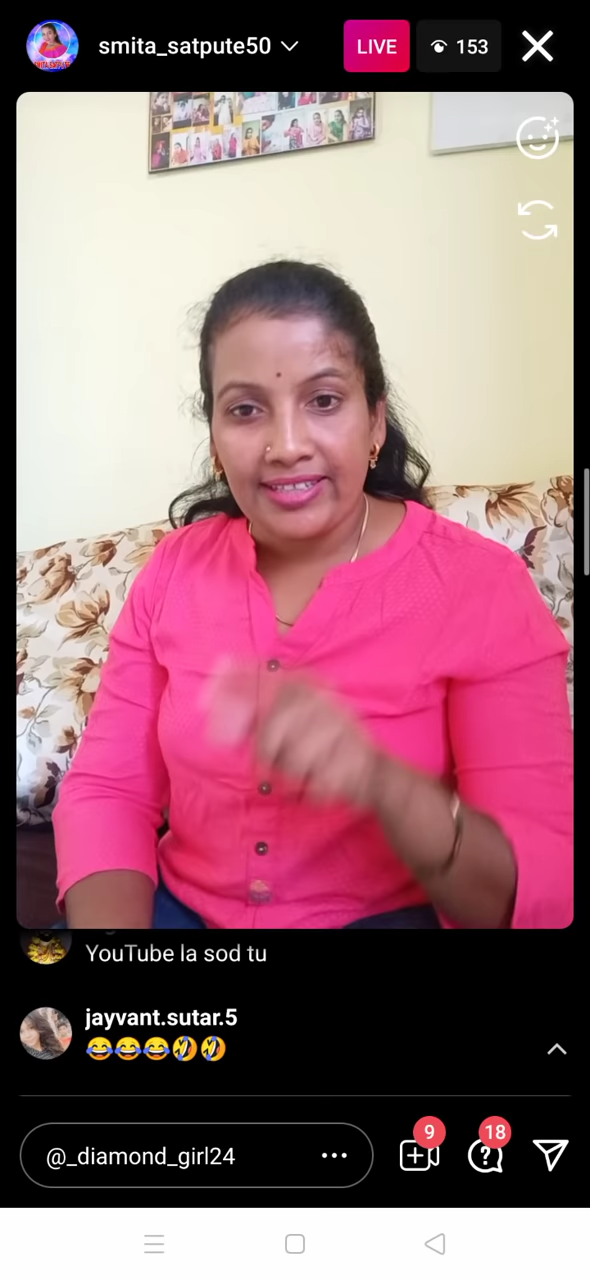 smita_satpute50
LIVE
153
YouTube la sod tu
jayvant.sutar.5
😂😂😂🤣🤣
@_diamond_girl24
9
18